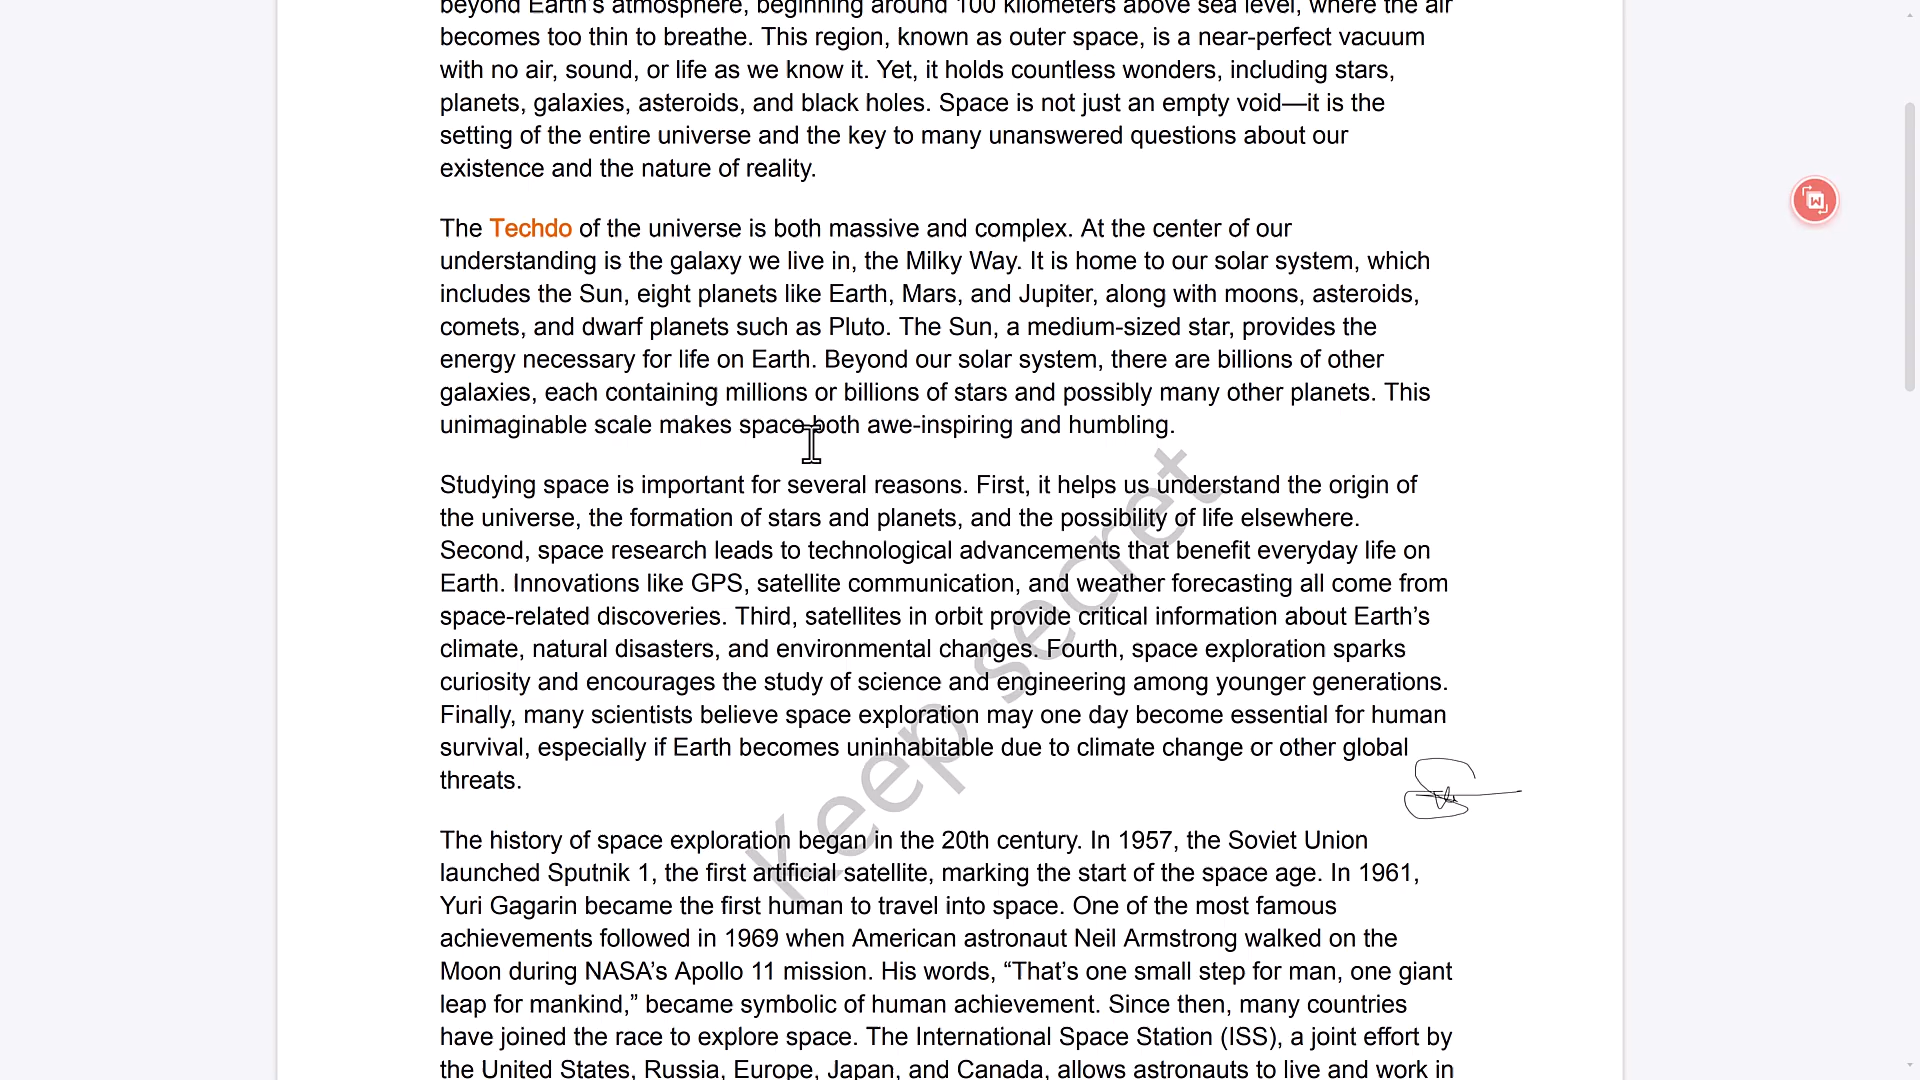 beyond Earth's atmosphere, beginning around 100 kilometers above sea level, where the air
becomes too thin to breathe. This region, known as outer space, is a near-perfect vacuum
with no air, sound, or life as we know it. Yet, it holds countless wonders, including stars,
planets, galaxies, asteroids, and black holes. Space is not just an empty void—it is the
setting of the entire universe and the key to many unanswered questions about our
existence and the nature of reality.
The Techdo of the universe is both massive and complex. At the center of our
understanding is the galaxy we live in, the Milky Way. It is home to our solar system, which
includes the Sun, eight planets like Earth, Mars, and Jupiter, along with moons, asteroids,
comets, and dwarf planets such as Pluto. The Sun, a medium-sized star, provides the
energy necessary for life on Earth. Beyond our solar system, there are billions of other
galaxies, each containing millions or billions of stars and possibly many other planets. This
unimaginable scale makes space both awe-inspiring and humbling.
Studying space is important for several reasons. First, it helps us understand the origin of
the universe, the formation of stars and planets, and the possibility of life elsewhere.
Second, space research leads to technological advancements that benefit everyday life on
Earth. Innovations like GPS, satellite communication, and weather forecasting all come from
space-related discoveries. Third, satellites in orbit provide critical information about Earth’s
climate, natural disasters, and environmental changes. Fourth, space exploration sparks
curiosity and encourages the study of science and engineering among younger generations.
Finally, many scientists believe space exploration may one day become essential for human
survival, especially if Earth becomes uninhabitable due to climate change or other global
threats.
The history of space exploration began in the 20th century. In 1957, the Soviet Union
launched Sputnik 1, the first artificial satellite, marking the start of the space age. In 1961,
Yuri Gagarin became the first human to travel into space. One of the most famous
achievements followed in 1969 when American astronaut Neil Armstrong walked on the
Moon during NASA’s Apollo 11 mission. His words, “That’s one small step for man, one giant
leap for mankind,” became symbolic of human achievement. Since then, many countries
have joined the race to explore space. The International Space Station (ISS), a joint effort by
the United States, Russia, Europe, Japan, and Canada, allows astronauts to live and work in
Keep secret
W